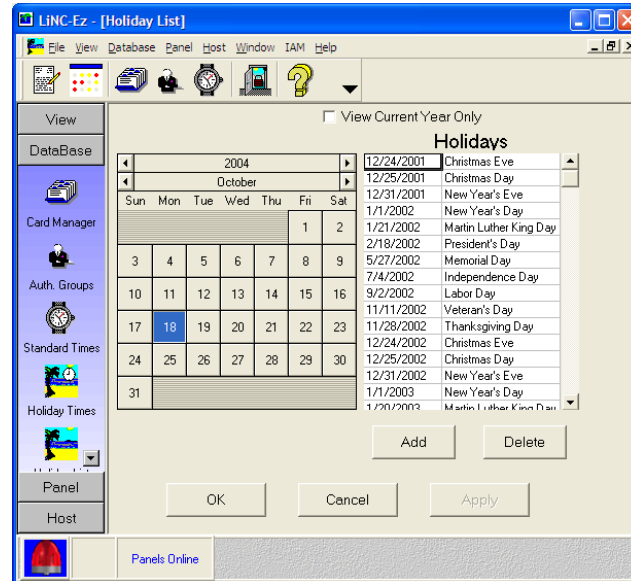 LiNC-Ez - [Holiday List]
File View Database Panel Host Window IAM Help
View
DataBase
Card Manager
Auth. Groups
Standard Times
Holiday Times
Panel
Host
View Current Year Only
Holidays
2004
October
Sun Mon Tue Wed Thu Fri Sat
1 2
3 4 5 6 7 8 9
10 11 12 13 14 15 16
17 18 19 20 21 22 23
24 25 26 27 28 29 30
31
12/24/2001 Christmas Eve
12/25/2001 Christmas Day
12/31/2001 New Year's Eve
1/1/2002 New Year's Day
1/21/2002 Martin Luther King Day
2/18/2002 President's Day
5/27/2002 Memorial Day
7/4/2002 Independence Day
9/2/2002 Labor Day
11/11/2002 Veteran's Day
11/28/2002 Thanksgiving Day
12/24/2002 Christmas Eve
12/25/2002 Christmas Day
12/31/2002 New Year's Eve
1/1/2003 New Year's Day
1/20/2003 Martin Luther King Day
Add Delete
OK Cancel Apply
Panels Online